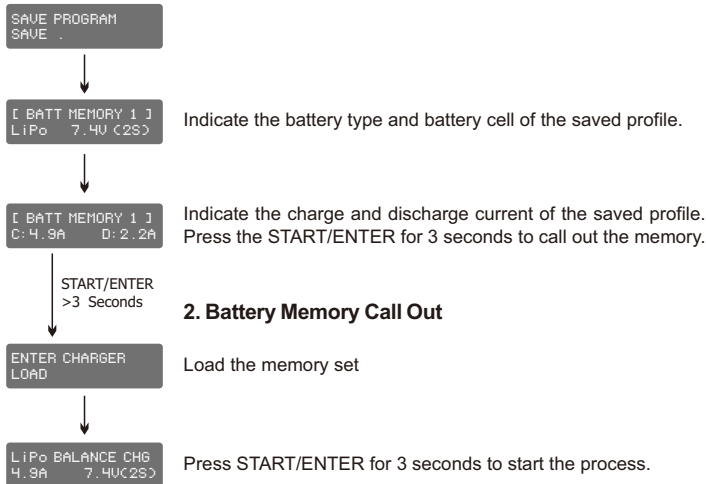 SAVE PROGRAM
SAVE .
[ BATT MEMORY 1 ]
LiPo 7.4V (2S)
Indicate the battery type and battery cell of the saved profile.
[ BATT MEMORY 1 ]
C:4.9A D:2.2A
Indicate the charge and discharge current of the saved profile.
Press the START/ENTER for 3 seconds to call out the memory.
START/ENTER
>3 Seconds
2. Battery Memory Call Out
ENTER CHARGER
LOAD
Load the memory set
LiPo BALANCE CHG
4.9A 7.4V(2S)
Press START/ENTER for 3 seconds to start the process.